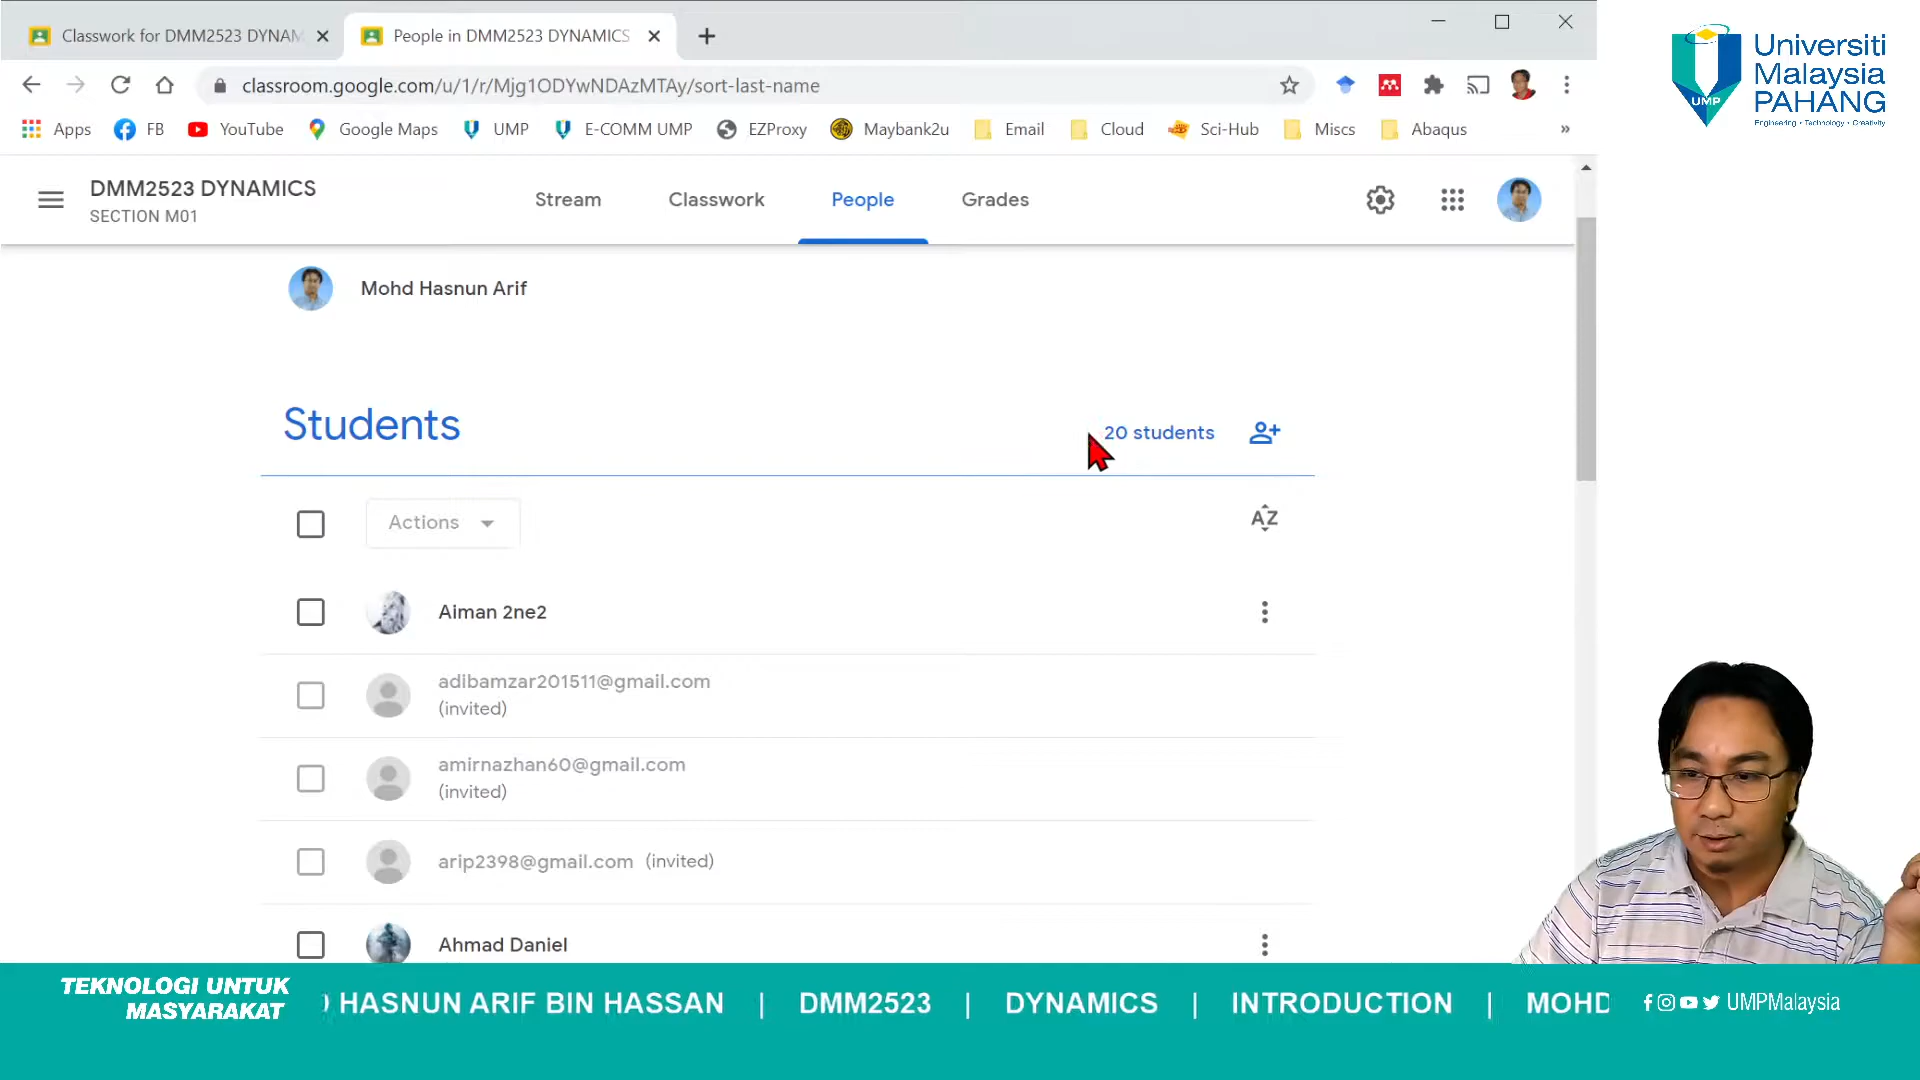 Classwork for DMM2523 DYNAM
People in DMM2523 DYNAMICS
classroom.google.com/u/1/r/Mjg1ODYwNDAzMTAy/sort-last-name
Apps FB YouTube Google Maps UMP E-COMM UMP EZProxy Maybank2u Email Cloud Sci-Hub Miscs Abaqus »
DMM2523 DYNAMICS
SECTION M01
Stream Classwork People Grades
Mohd Hasnun Arif
Students
20 students
Actions
AZ
Aiman 2ne2
adibamzar201511@gmail.com
(invited)
amirnazhan60@gmail.com
(invited)
arip2398@gmail.com (invited)
Ahmad Daniel
UMP
Universiti
Malaysia
PAHANG
Engineering • Technology • Creativity
TEKNOLOGI UNTUK
MASYARAKAT
HASNUN ARIF BIN HASSAN | DMM2523 | DYNAMICS | INTRODUCTION | MOHD
UMPMalaysia